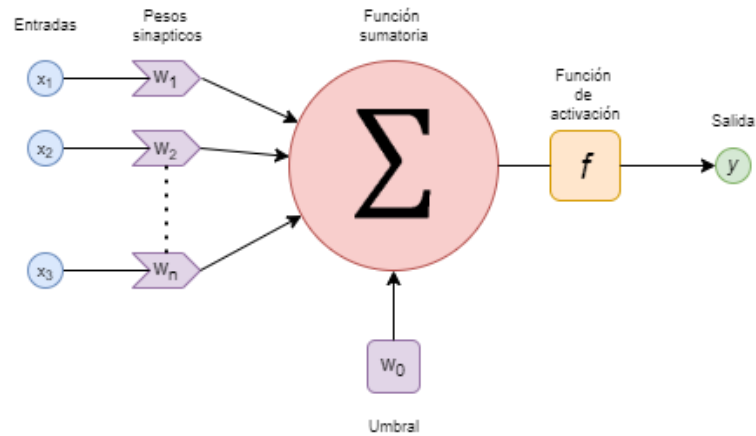 Entradas
Pesos
sinapticos
Función
sumatoria
x1
W1
Función
de
activación
Salida
x2
W2
Σ
f
y
x3
Wn
W0
Umbral